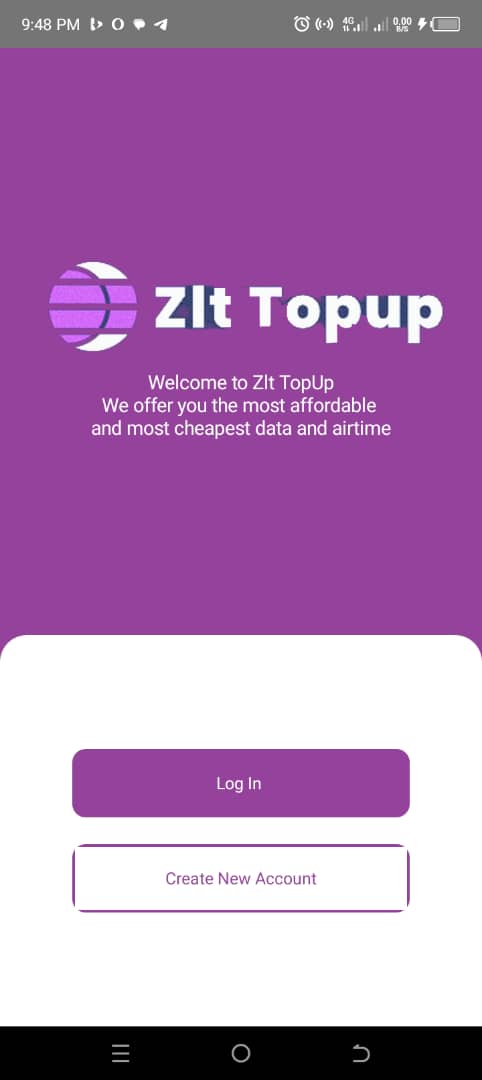 9:48 PM
4G
0.00
B/S
Zlt Topup
Welcome to Zlt TopUp
We offer you the most affordable
and most cheapest data and airtime
Log In
Create New Account